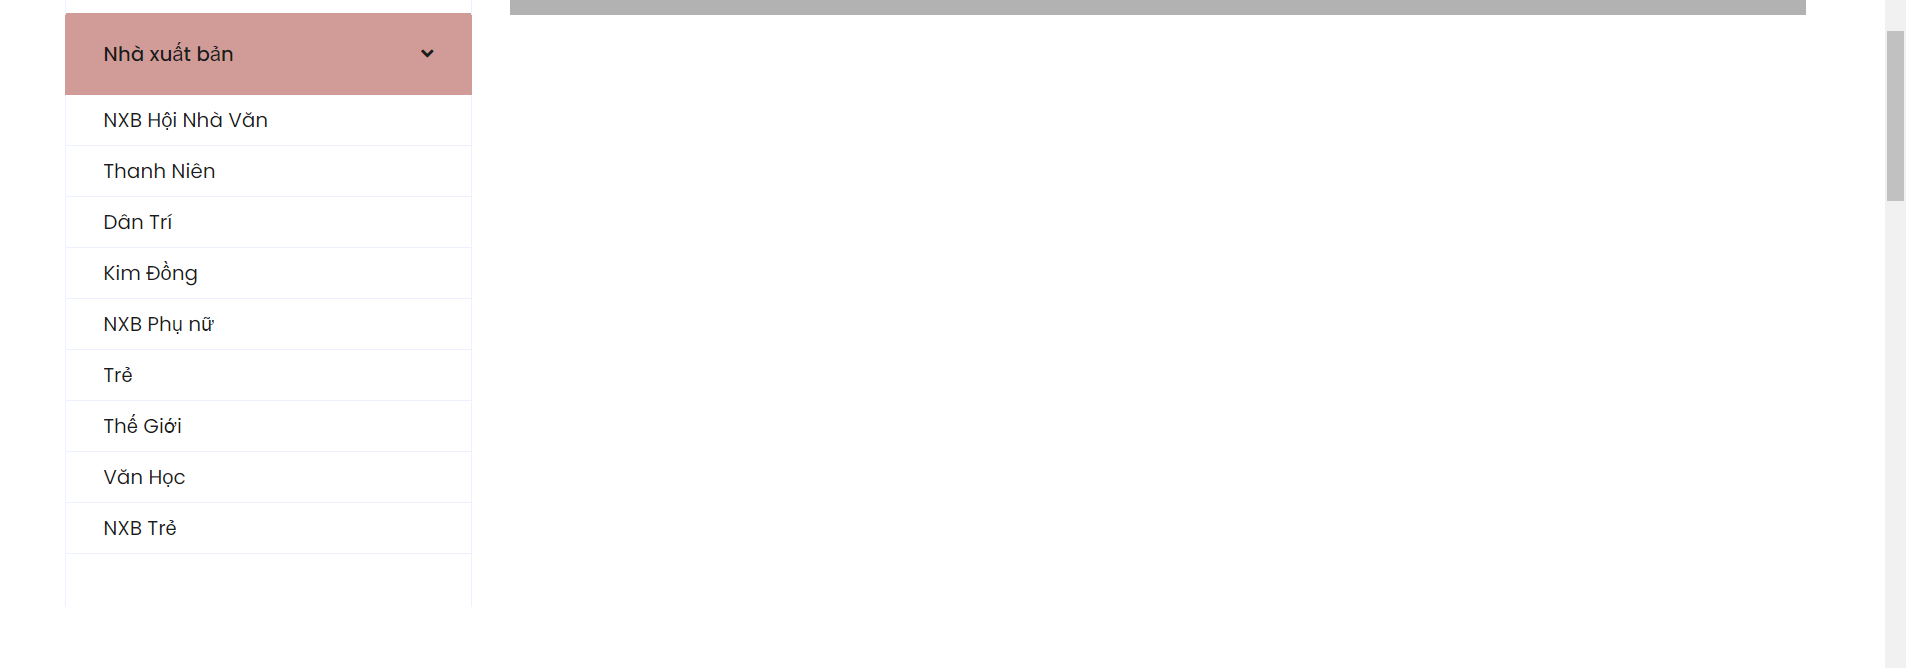 Nhà xuất bản
NXB Hội Nhà Văn
Thanh Niên
Dân Trí
Kim Đồng
NXB Phụ nữ
Trẻ
Thế Giới
Văn Học
NXB Trẻ